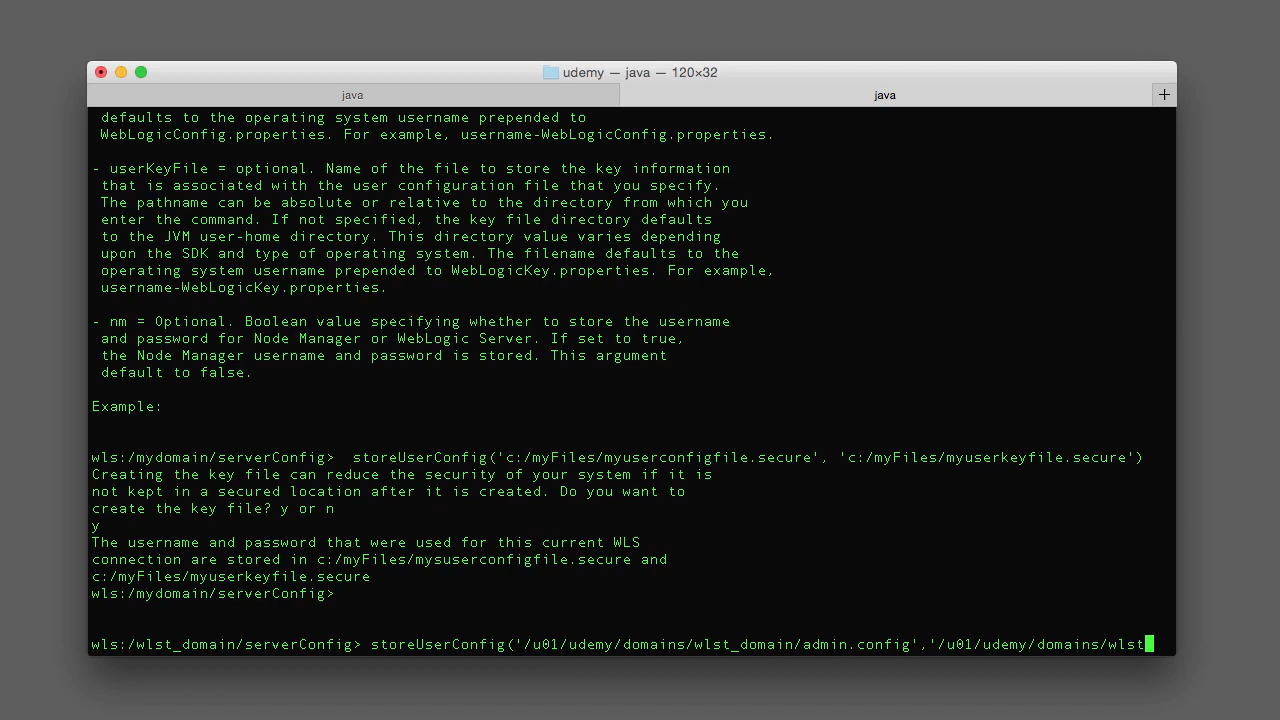 udemy — java — 120×32
java
java
+
defaults to the operating system username prepended to
WebLogicConfig.properties. For example, username-WebLogicConfig.properties.
- userKeyFile = optional. Name of the file to store the key information
that is associated with the user configuration file that you specify.
The pathname can be absolute or relative to the directory from which you
enter the command. If not specified, the key file directory defaults
to the JVM user-home directory. This directory value varies depending
upon the SDK and type of operating system. The filename defaults to the
operating system username prepended to WebLogicKey.properties. For example,
username-WebLogicKey.properties.
- nm = Optional. Boolean value specifying whether to store the username
and password for Node Manager or WebLogic Server. If set to true,
the Node Manager username and password is stored. This argument
default to false.
Example:
wls:/mydomain/serverConfig>  storeUserConfig('c:/myFiles/myuserconfigfile.secure', 'c:/myFiles/myuserkeyfile.secure')
Creating the key file can reduce the security of your system if it is
not kept in a secured location after it is created. Do you want to
create the key file? y or n
y
The username and password that were used for this current WLS
connection are stored in c:/myFiles/mysuserconfigfile.secure and
c:/myFiles/myuserkeyfile.secure
wls:/mydomain/serverConfig>
wls:/wlst_domain/serverConfig> storeUserConfig('/u01/udemy/domains/wlst_domain/admin.config','/u01/udemy/domains/wlst